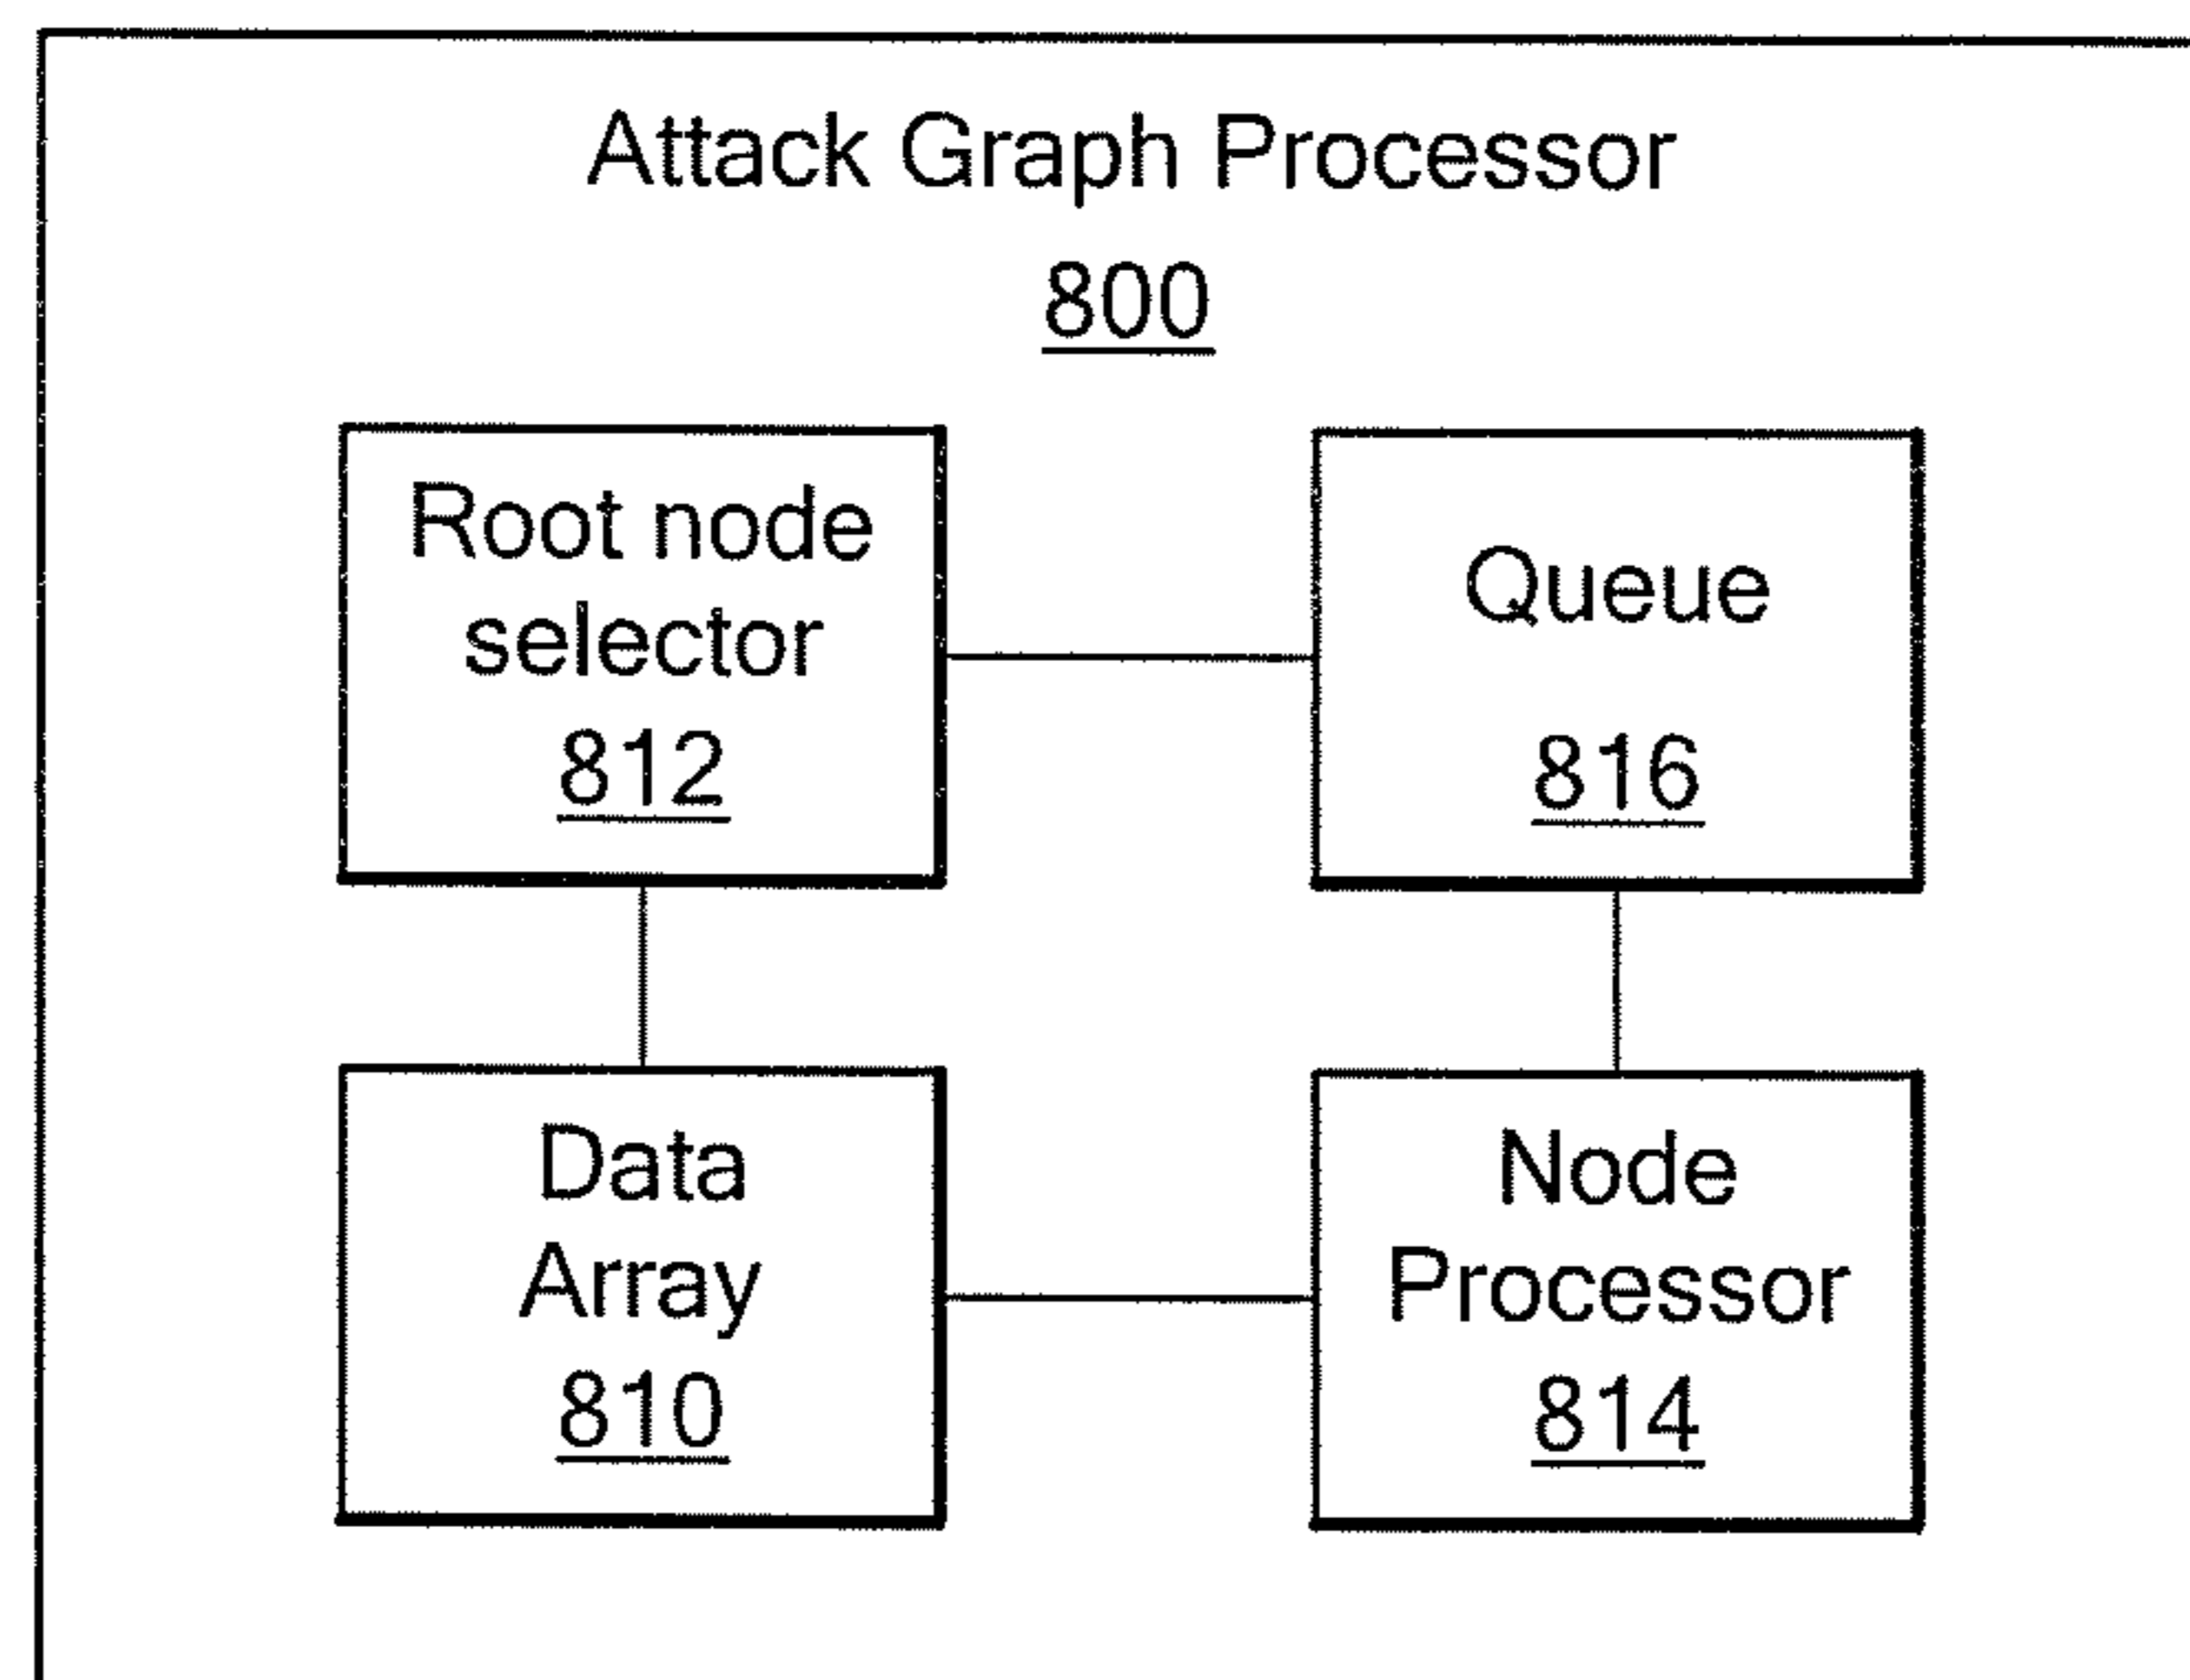 Attack Graph Processor
800
Root node
selector
812
Queue
816
Data
Array
810
Node
Processor
814